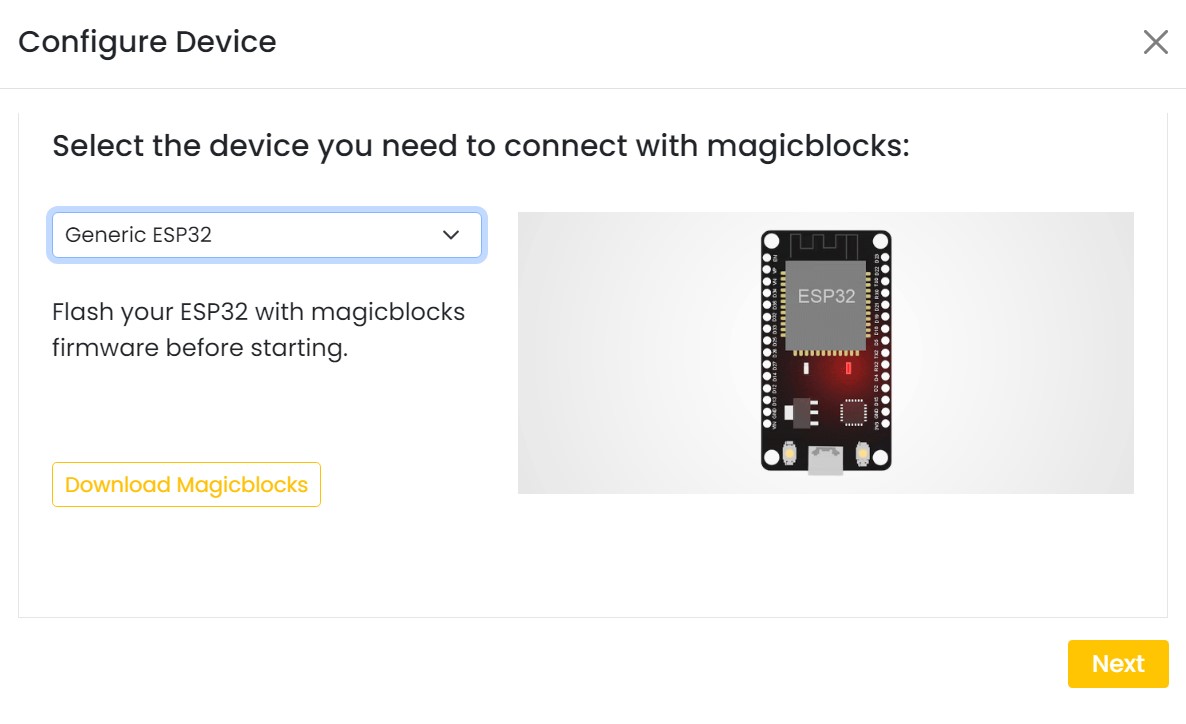 Configure Device
Select the device you need to connect with magicblocks:
Generic ESP32
ESP32
Flash your ESP32 with magicblocks
firmware before starting.
Download Magicblocks
Next